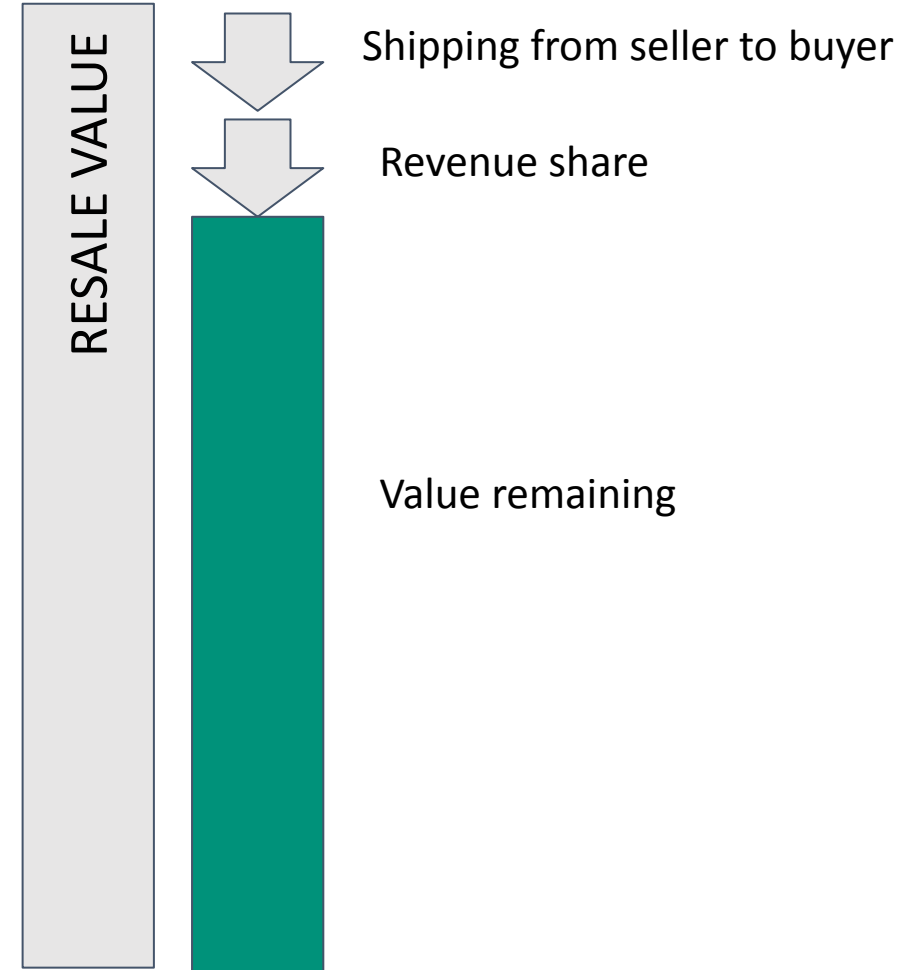 RESALE VALUE
Shipping from seller to buyer
Revenue share
Value remaining